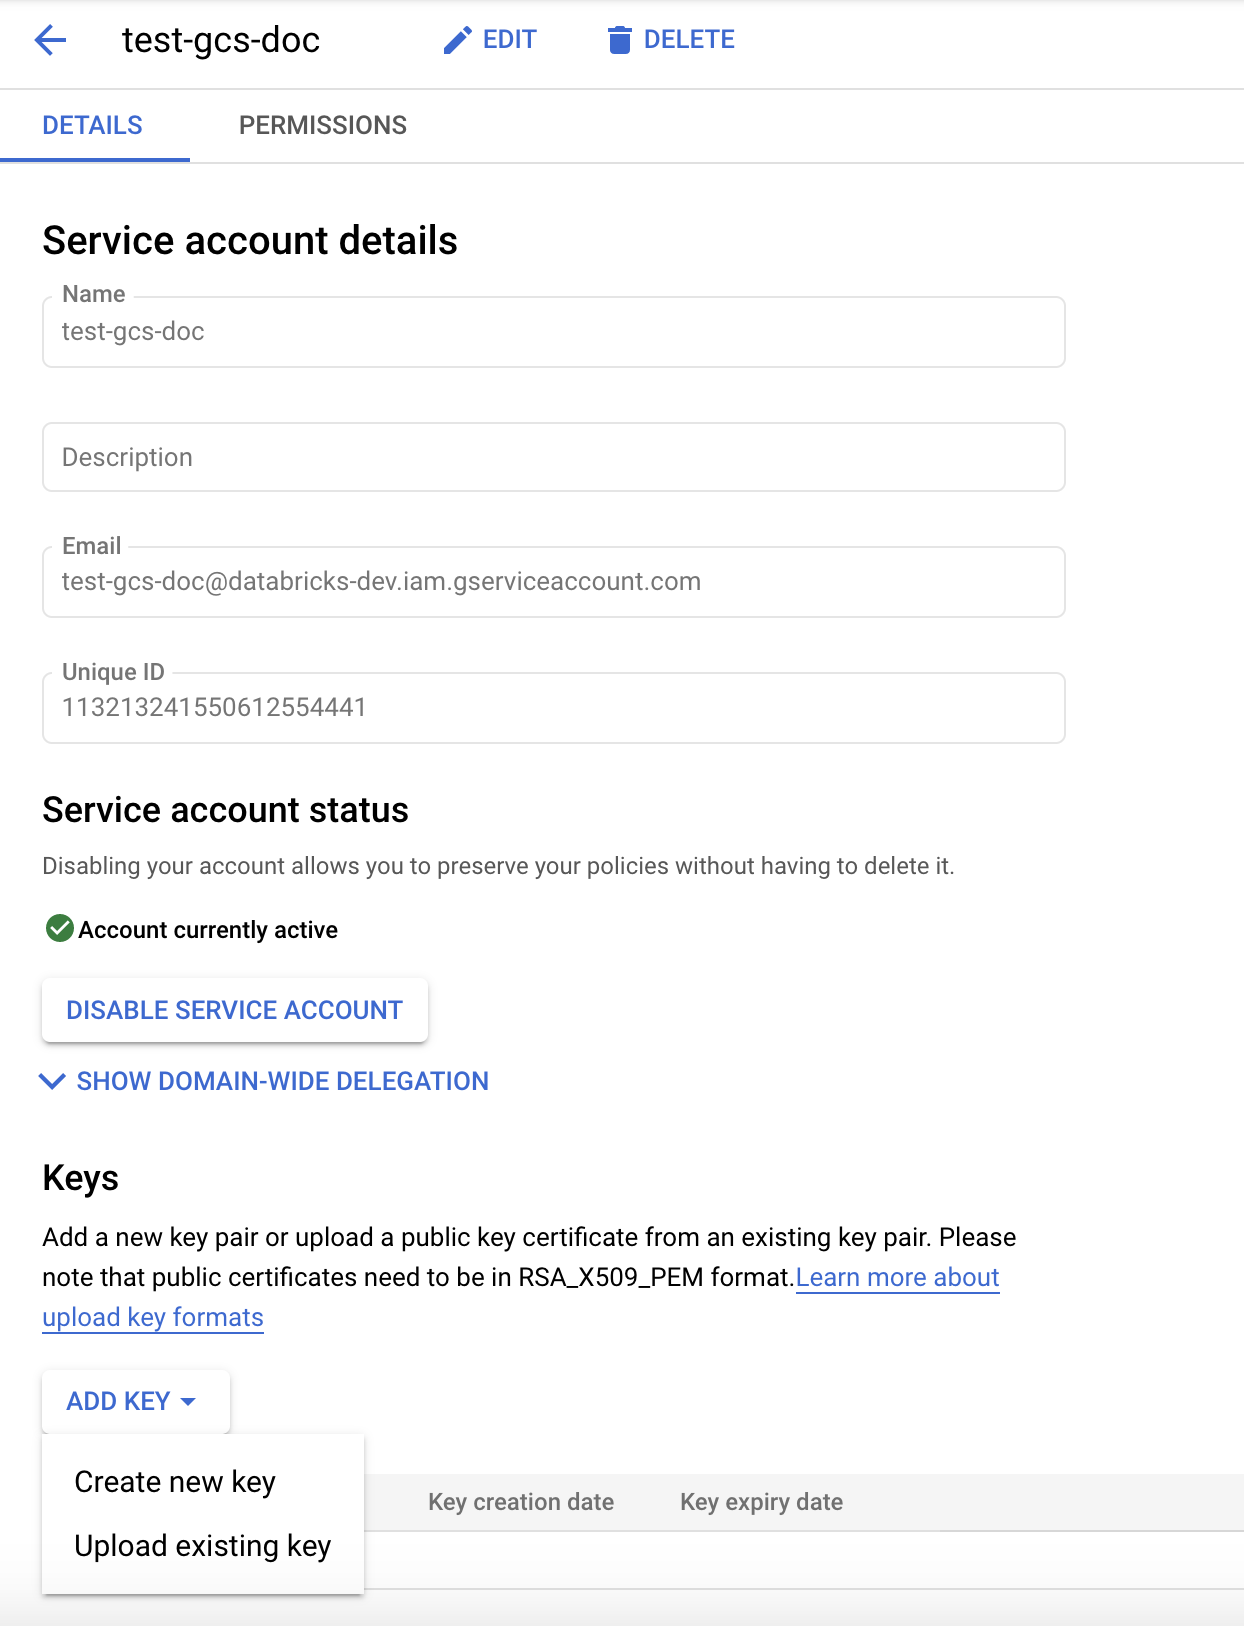 test-gcs-doc EDIT DELETE
DETAILS PERMISSIONS
Service account details
Name
test-gcs-doc
Description
Email
test-gcs-doc@databricks-dev.iam.gserviceaccount.com
Unique ID
113213241550612554441
Service account status
Disabling your account allows you to preserve your policies without having to delete it.
Account currently active
DISABLE SERVICE ACCOUNT
SHOW DOMAIN-WIDE DELEGATION
Keys
Add a new key pair or upload a public key certificate from an existing key pair. Please
note that public certificates need to be in RSA_X509_PEM format.Learn more about
upload key formats
ADD KEY
Create new key
Key creation date Key expiry date
Upload existing key